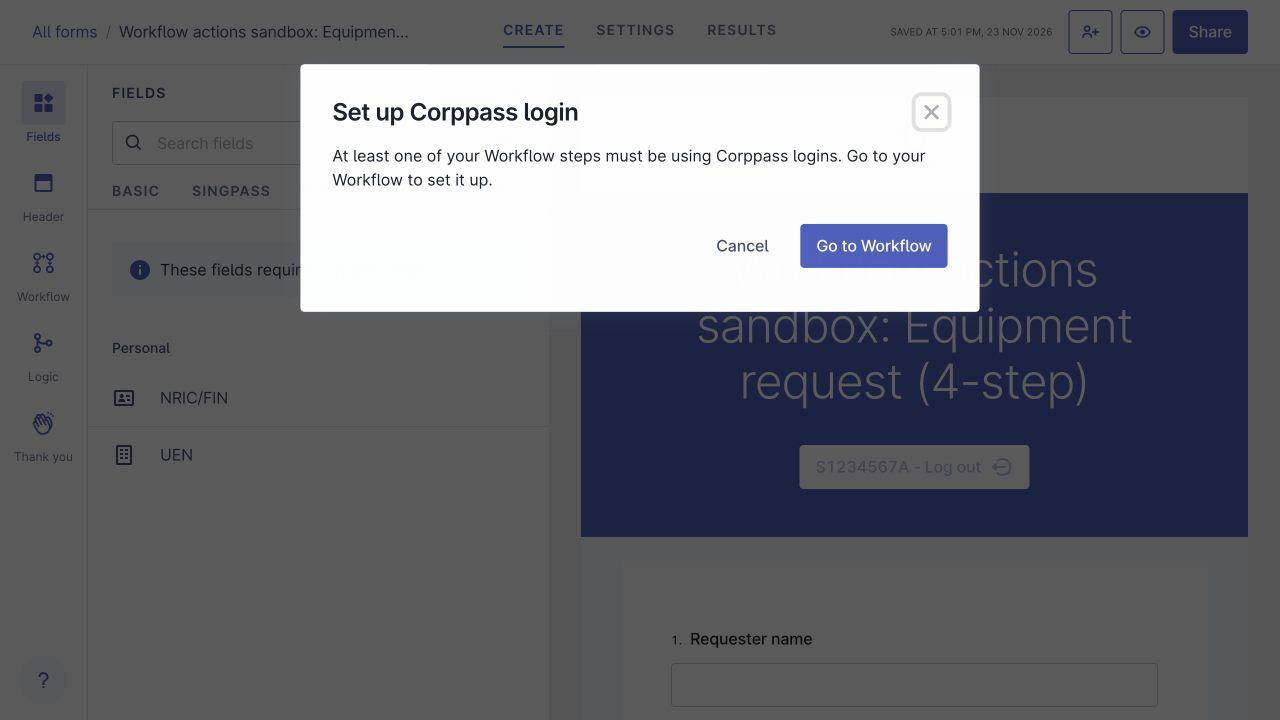 All forms / Workflow actions sandbox: Equipmen...
CREATE
SETTINGS
RESULTS
SAVED AT 5:01 PM, 23 NOV 2026
Share
Set up Corppass login
At least one of your Workflow steps must be using Corppass logins. Go to your
Workflow to set it up.
Cancel
Go to Workflow
Fields
Header
Workflow
Logic
Thank you
?
FIELDS
Search fields
BASIC
SINGPASS
These fields requir
Personal
NRIC/FIN
UEN
ctions
sandbox: Equipment
request (4-step)
S1234567A - Log out
1. Requester name